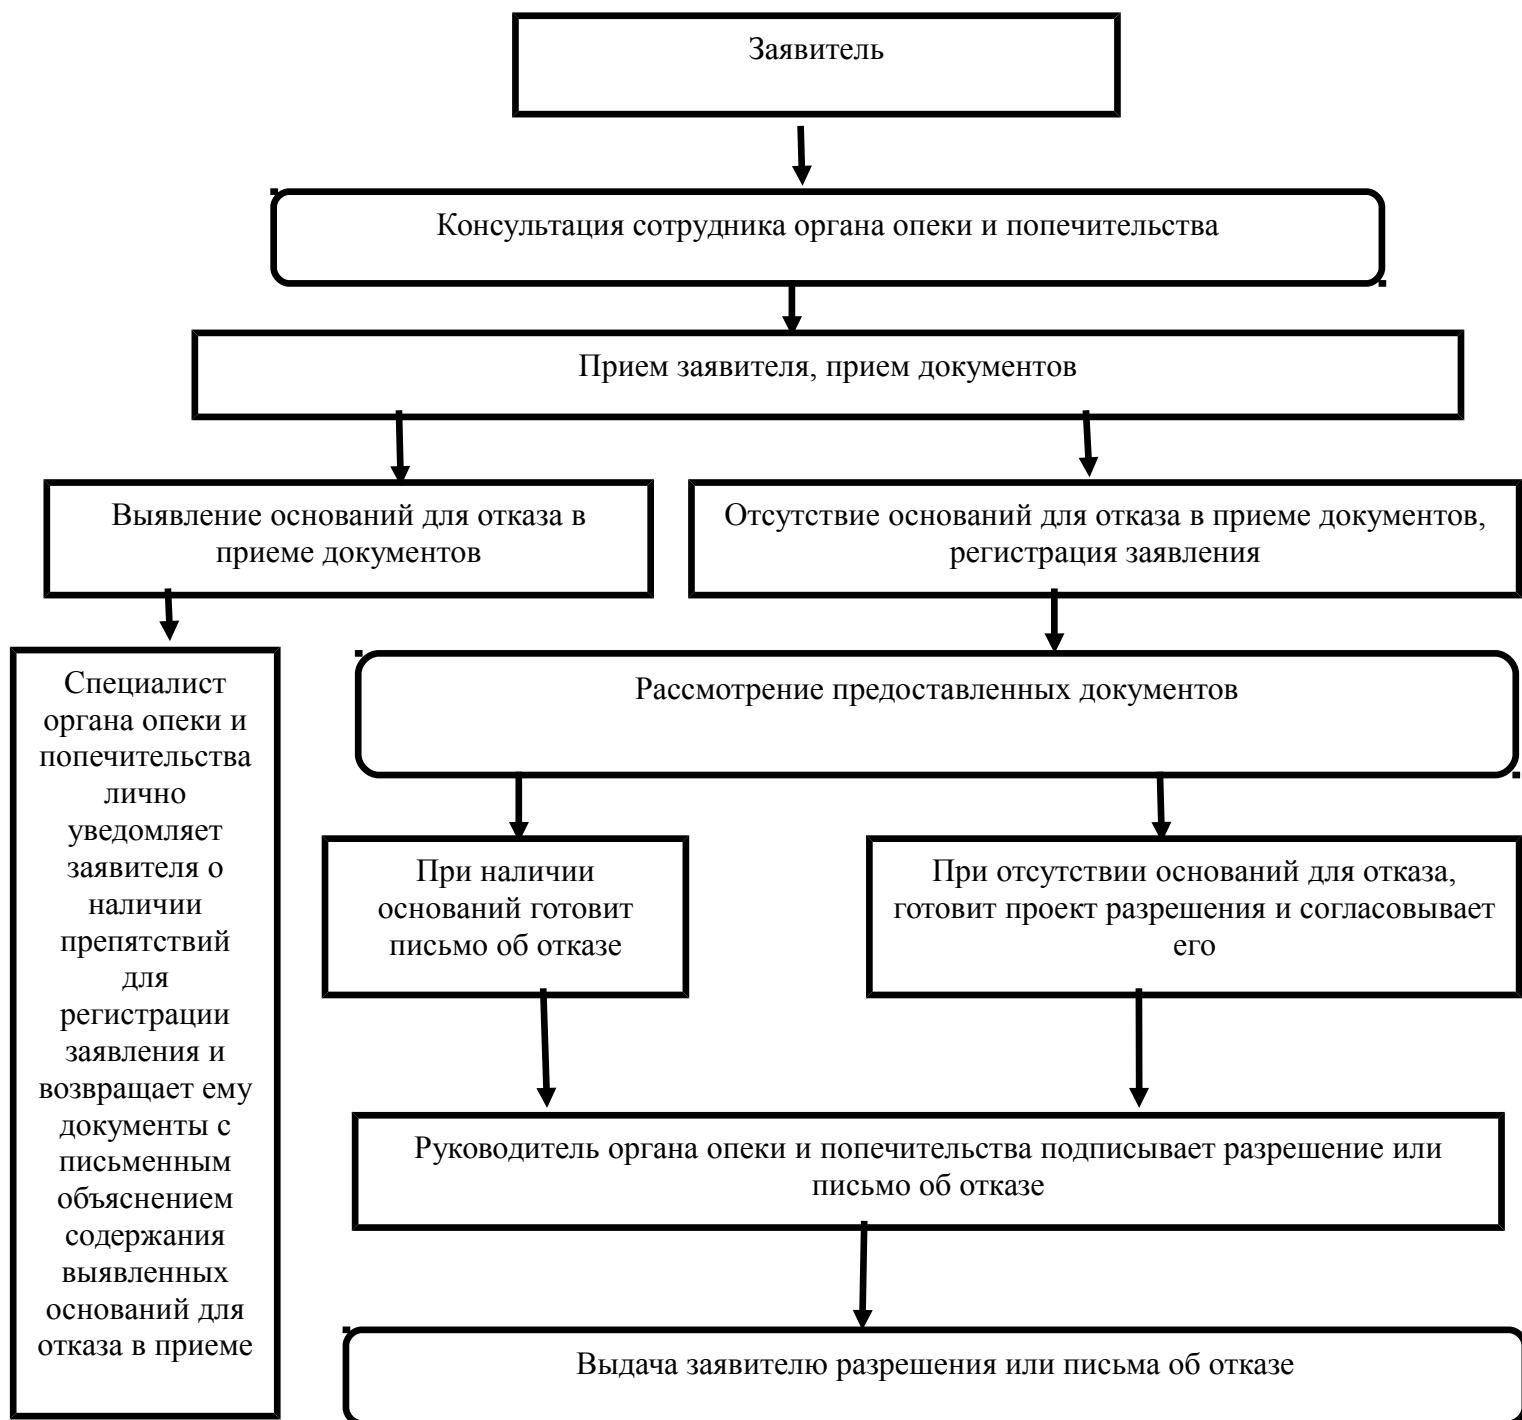 Заявитель
Консультация сотрудника органа опеки и попечительства
Прием заявителя, прием документов
Выявление оснований для отказа в
приеме документов
Отсутствие оснований для отказа в приеме документов,
регистрация заявления
Специалист
органа опеки и
попечительства
лично
уведомляет
заявителя о
наличии
препятствий
для
регистрации
заявления и
возвращает ему
документы с
письменным
объяснением
содержания
выявленных
оснований для
отказа в приеме
Рассмотрение предоставленных документов
При наличии
оснований готовит
письмо об отказе
При отсутствии оснований для отказа,
готовит проект разрешения и согласовывает
его
Руководитель органа опеки и попечительства подписывает разрешение или
письмо об отказе
Выдача заявителю разрешения или письма об отказе